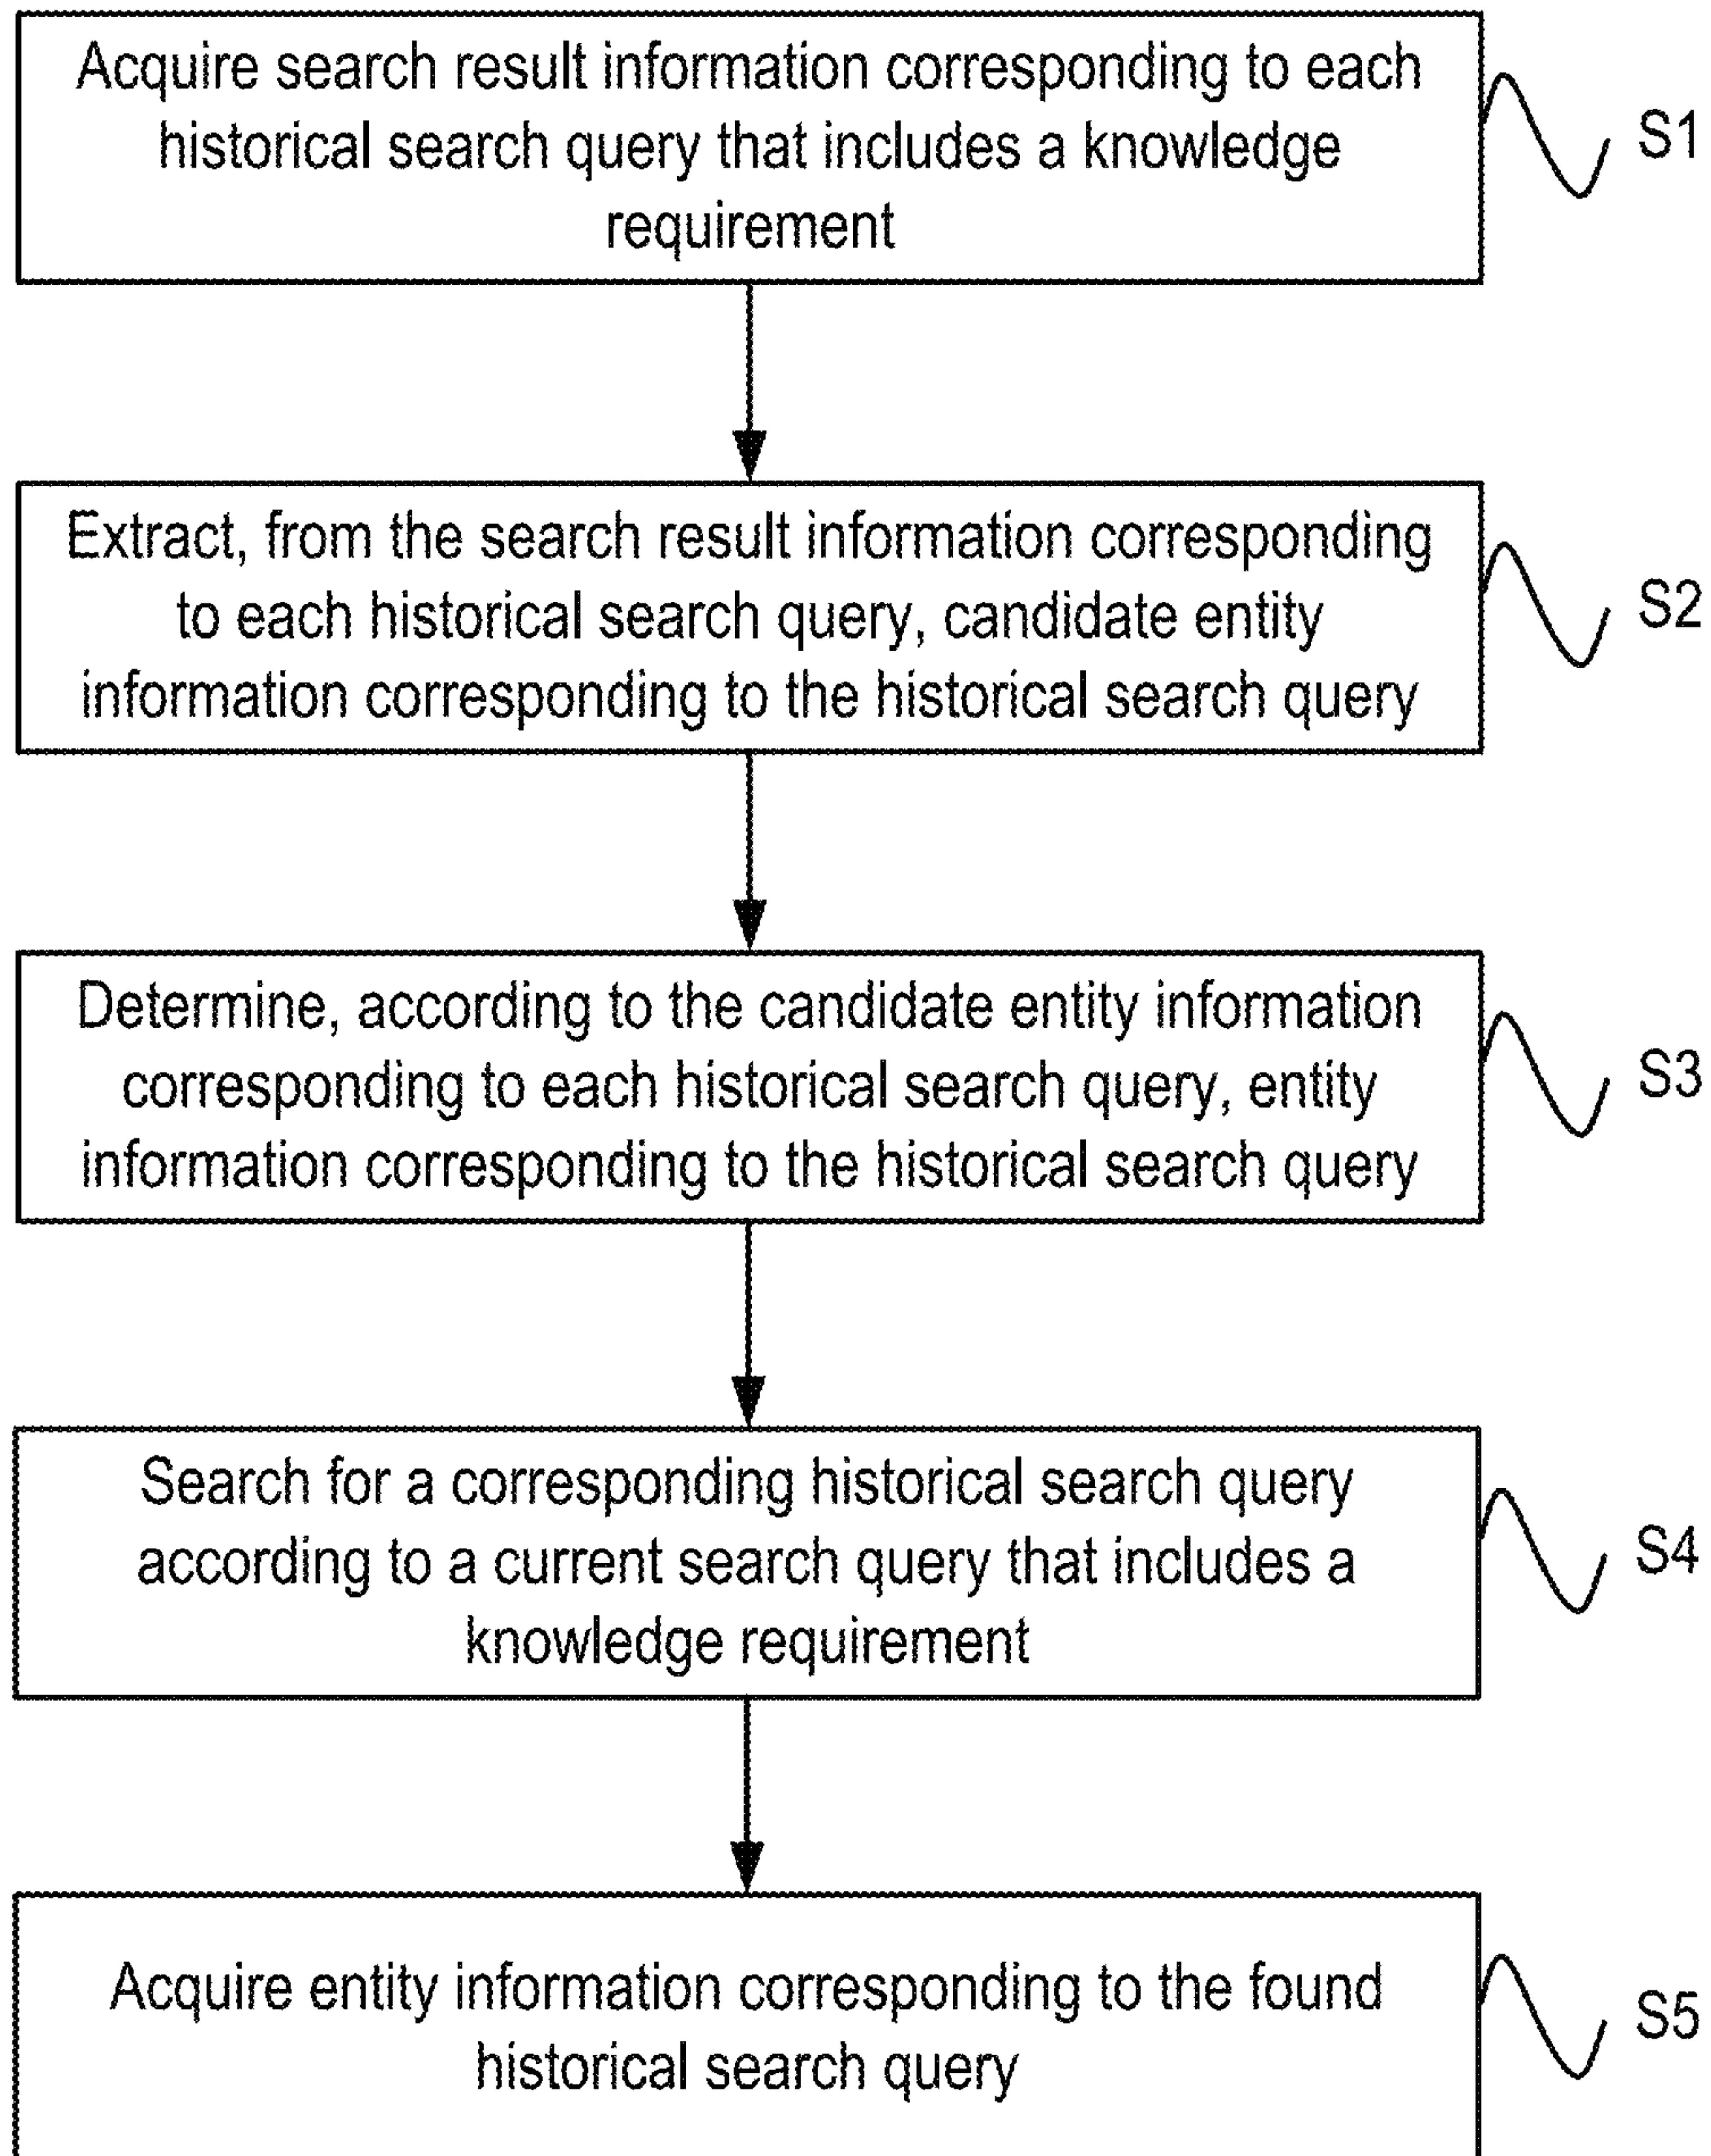 Acquire search result information corresponding to each
historical search query that includes a knowledge
requirement
S1
Extract, from the search result information corresponding
to each historical search query, candidate entity
information corresponding to the historical search query
S2
Determine, according to the candidate entity information
corresponding to each historical search query, entity
information corresponding to the historical search query
S3
Search for a corresponding historical search query
according to a current search query that includes a
knowledge requirement
S4
Acquire entity information corresponding to the found
historical search query
S5